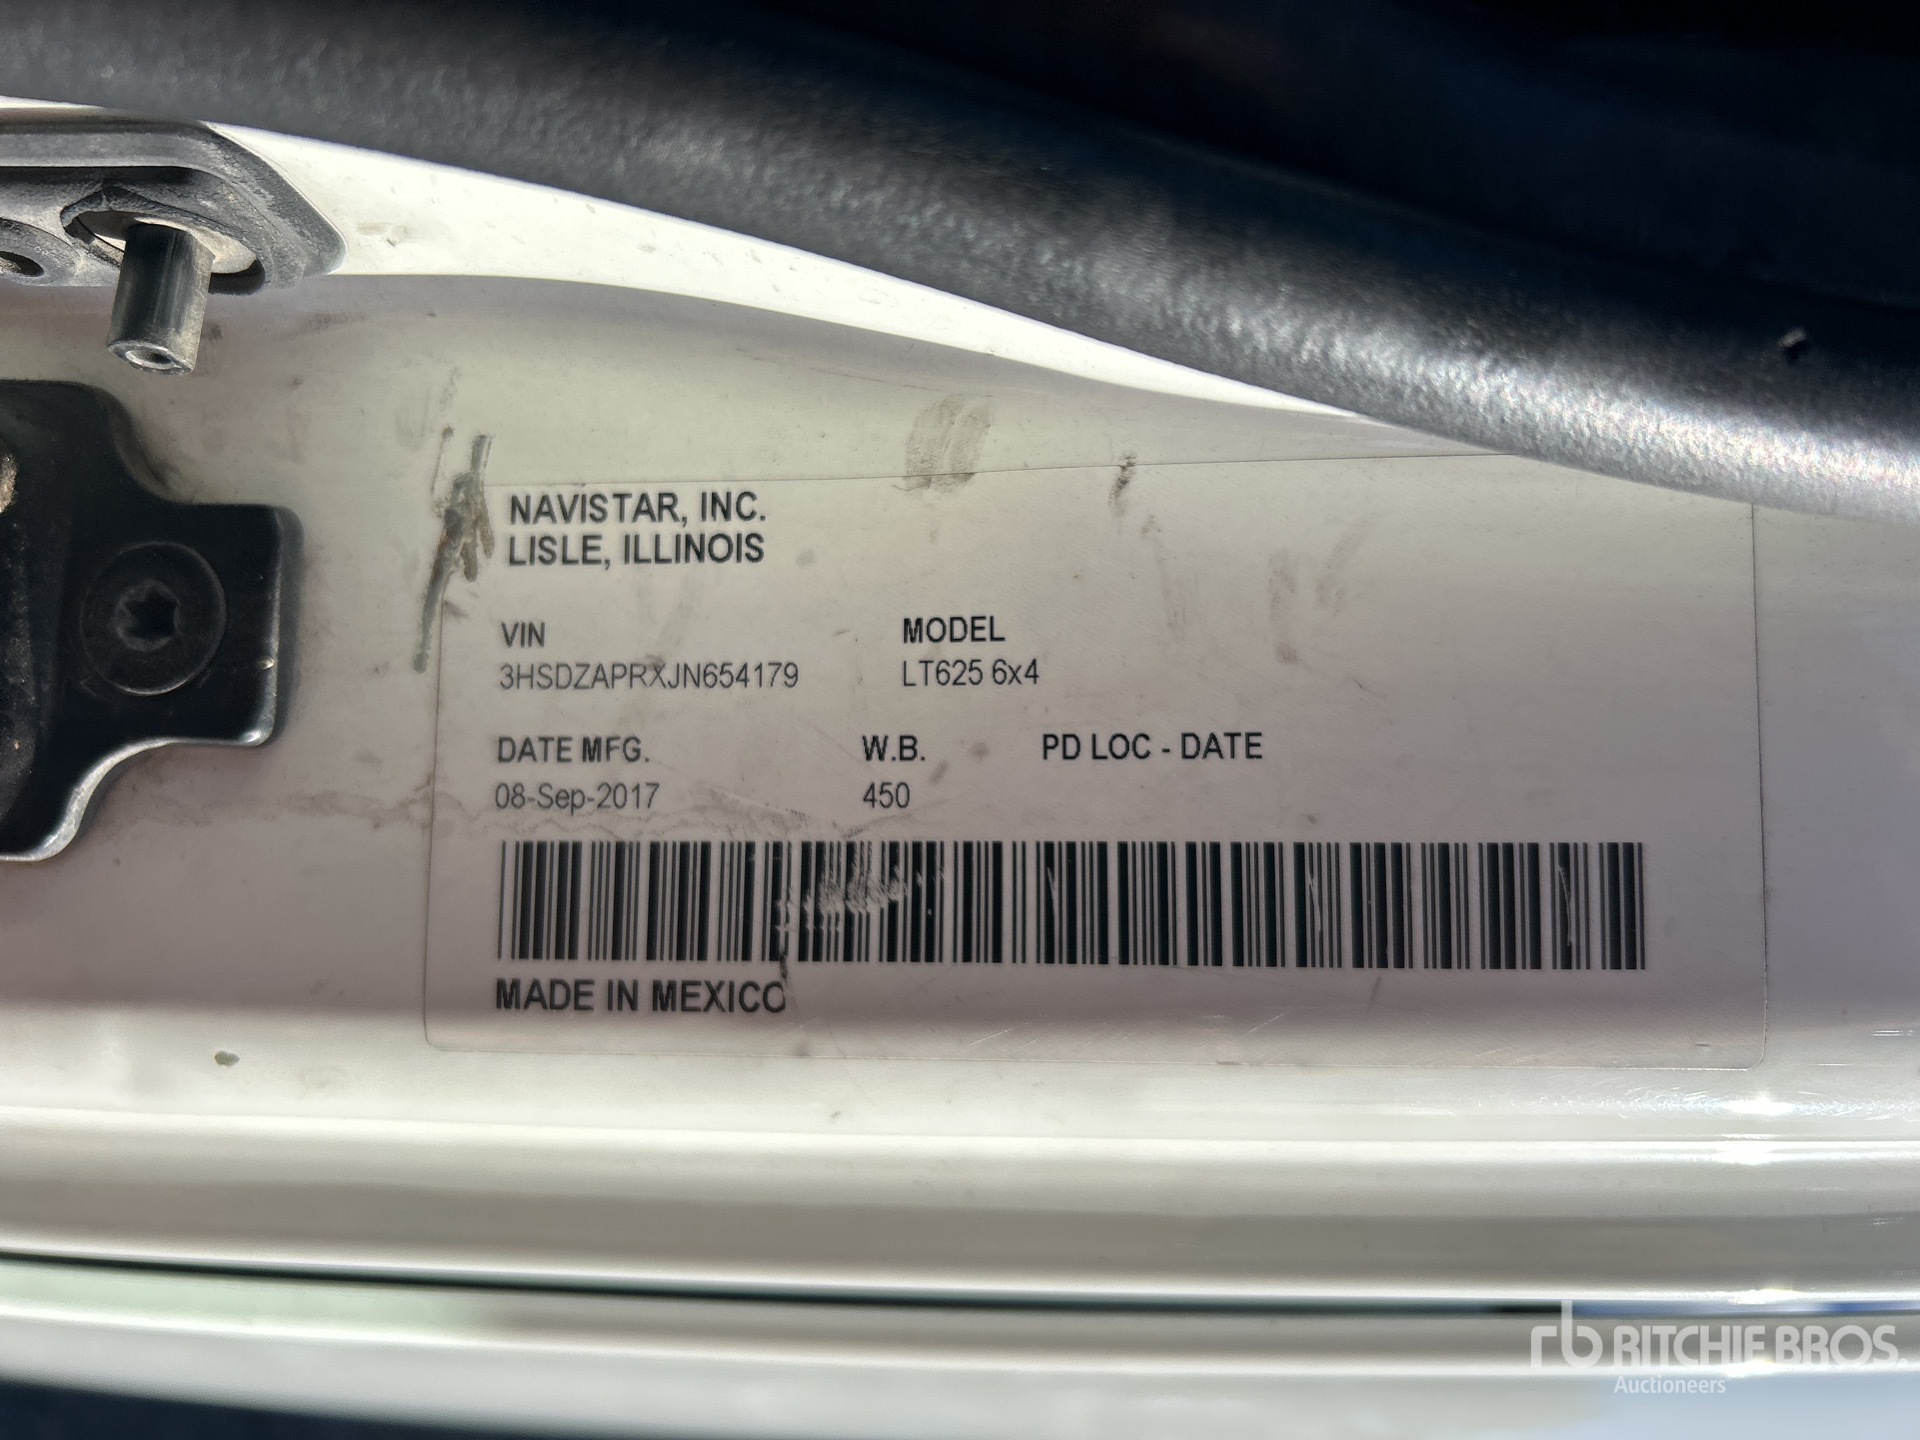 NAVISTAR, INC.
LISLE, ILLINOIS
VIN MODEL
3HSDZAPRXJN654179 LT625 6x4
DATE MFG. W.B. PD LOC - DATE
08-Sep-2017 450
MADE IN MEXICO
rb RITCHIE BROS.
Auctioneers